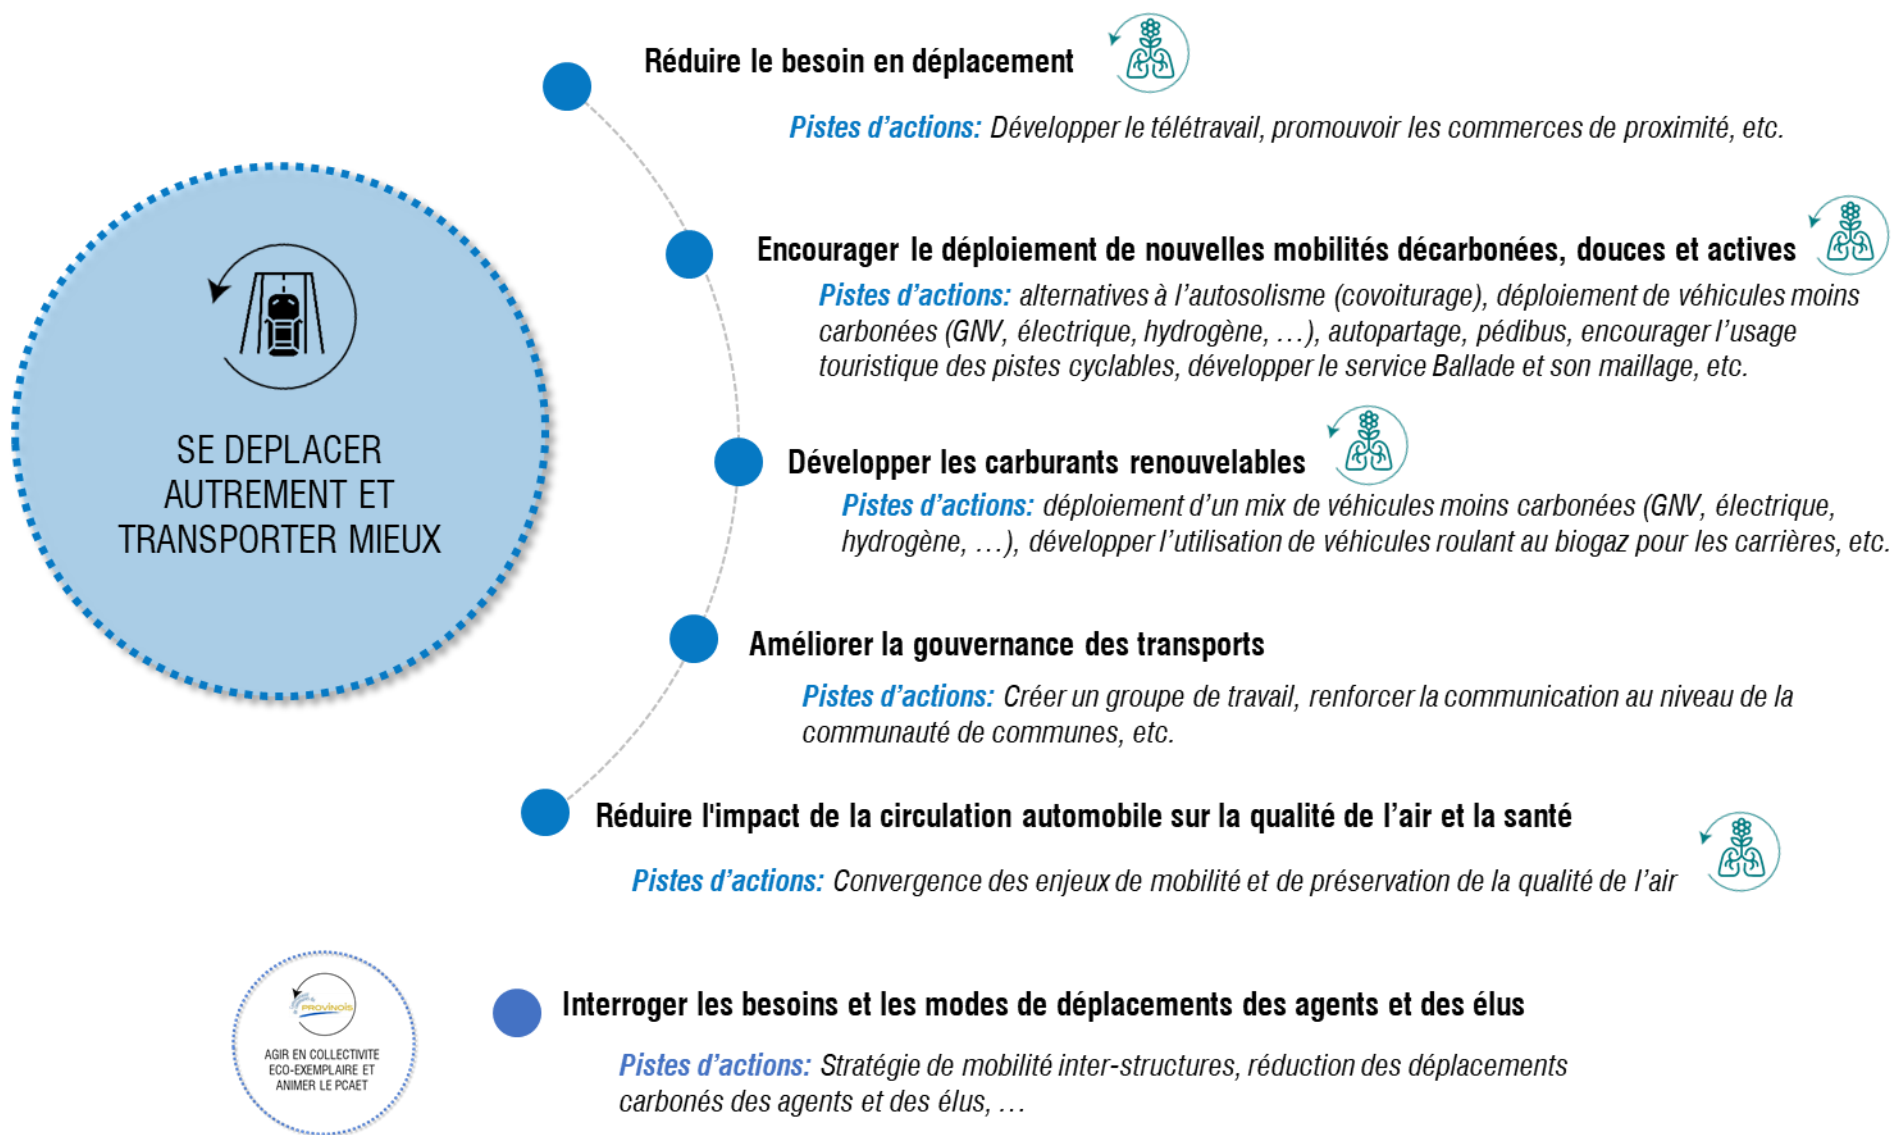 Réduire le besoin en déplacement
Pistes d'actions: Développer le télétravail, promouvoir les commerces de proximité, etc.
Encourager le déploiement de nouvelles mobilités décarbonées, douces et actives
Pistes d'actions: alternatives à l'autosolisme (covoiturage), déploiement de véhicules moins
carbonées (GNV, électrique, hydrogène, …), autopartage, pédibus, encourager l'usage
touristique des pistes cyclables, développer le service Ballade et son maillage, etc.
SE DEPLACER
AUTREMENT ET
TRANSPORTER MIEUX
Développer les carburants renouvelables
Pistes d'actions: déploiement d'un mix de véhicules moins carbonées (GNV, électrique,
hydrogène, …), développer l'utilisation de véhicules roulant au biogaz pour les carrières, etc.
Améliorer la gouvernance des transports
Pistes d'actions: Créer un groupe de travail, renforcer la communication au niveau de la
communauté de communes, etc.
Réduire l'impact de la circulation automobile sur la qualité de l'air et la santé
Pistes d'actions: Convergence des enjeux de mobilité et de préservation de la qualité de l'air
PROVINOIS
AGIR EN COLLECTIVITE
ECO-EXEMPLAIRE ET
ANIMER LE PCAET
Interroger les besoins et les modes de déplacements des agents et des élus
Pistes d'actions: Stratégie de mobilité inter-structures, réduction des déplacements
carbonés des agents et des élus, …